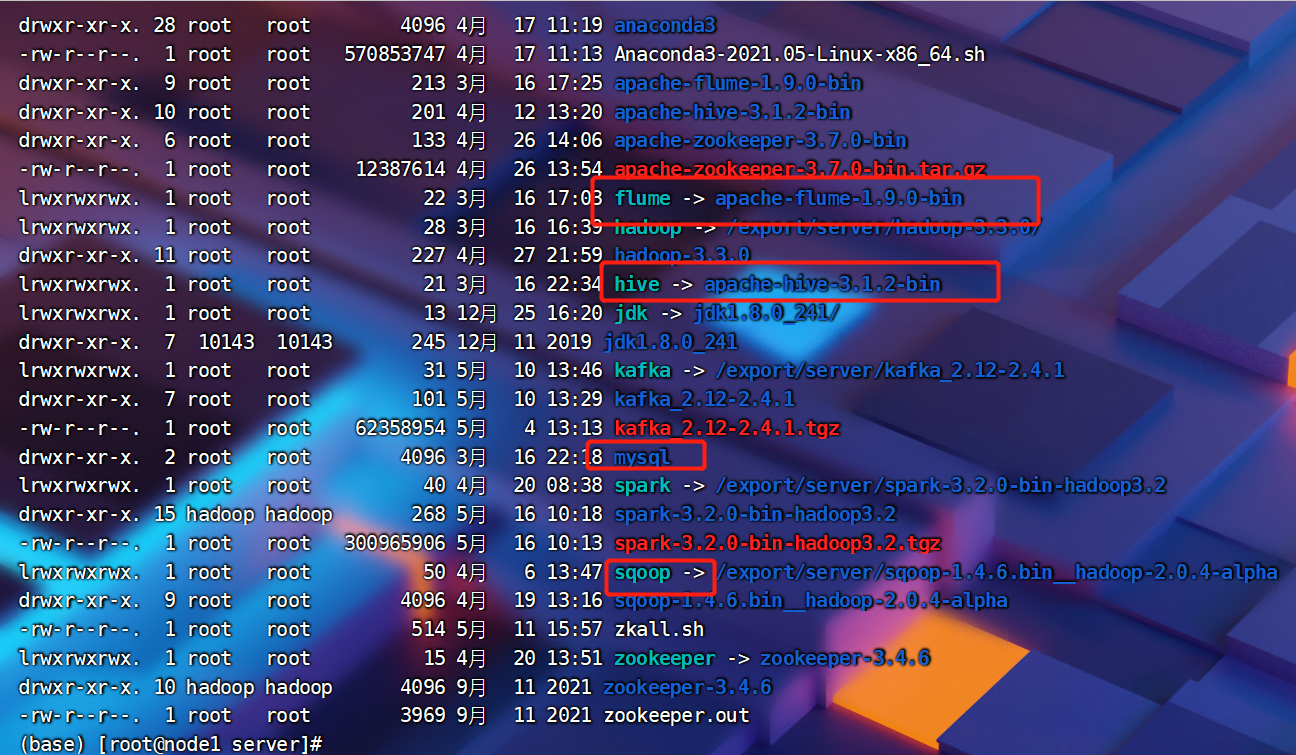 drwxr-xr-x. 28 root   root        4096 4月  17 11:19 anaconda3
-rw-r--r--.  1 root   root   570853747 4月  17 11:13 Anaconda3-2021.05-Linux-x86_64.sh
drwxr-xr-x.  9 root   root         213 3月  16 17:25 apache-flume-1.9.0-bin
drwxr-xr-x. 10 root   root         201 4月  12 13:20 apache-hive-3.1.2-bin
drwxr-xr-x.  6 root   root         133 4月  26 14:06 apache-zookeeper-3.7.0-bin
-rw-r--r--.  1 root   root    12387614 4月  26 13:54 apache-zookeeper-3.7.0-bin.tar.gz
lrwxrwxrwx.  1 root   root          22 3月  16 17:03 flume -> apache-flume-1.9.0-bin
lrwxrwxrwx.  1 root   root          28 3月  16 16:39 hadoop -> /export/server/hadoop-3.3.0/
drwxr-xr-x. 11 root   root         227 4月  27 21:59 hadoop-3.3.0
lrwxrwxrwx.  1 root   root          21 3月  16 22:34 hive -> apache-hive-3.1.2-bin
lrwxrwxrwx.  1 root   root          13 12月 25 16:20 jdk -> jdk1.8.0_241/
drwxr-xr-x.  7  10143  10143       245 12月 11 2019 jdk1.8.0_241
lrwxrwxrwx.  1 root   root          31 5月  10 13:46 kafka -> /export/server/kafka_2.12-2.4.1
drwxr-xr-x.  7 root   root         101 5月  10 13:29 kafka_2.12-2.4.1
-rw-r--r--.  1 root   root    62358954 5月   4 13:13 kafka_2.12-2.4.1.tgz
drwxr-xr-x.  2 root   root        4096 3月  16 22:18 mysql
lrwxrwxrwx.  1 root   root          40 4月  20 08:38 spark -> /export/server/spark-3.2.0-bin-hadoop3.2
drwxr-xr-x. 15 hadoop hadoop       268 5月  16 10:18 spark-3.2.0-bin-hadoop3.2
-rw-r--r--.  1 root   root   300965906 5月  16 10:13 spark-3.2.0-bin-hadoop3.2.tgz
lrwxrwxrwx.  1 root   root          50 4月   6 13:47 sqoop -> /export/server/sqoop-1.4.6.bin__hadoop-2.0.4-alpha
drwxr-xr-x.  9 root   root        4096 4月  19 13:16 sqoop-1.4.6.bin__hadoop-2.0.4-alpha
-rw-r--r--.  1 root   root         514 5月  11 15:57 zkall.sh
lrwxrwxrwx.  1 root   root          15 4月  20 13:51 zookeeper -> zookeeper-3.4.6
drwxr-xr-x. 10 hadoop hadoop      4096 9月  11 2021 zookeeper-3.4.6
-rw-r--r--.  1 root   root        3969 9月  11 2021 zookeeper.out
(base) [root@node1 server]#